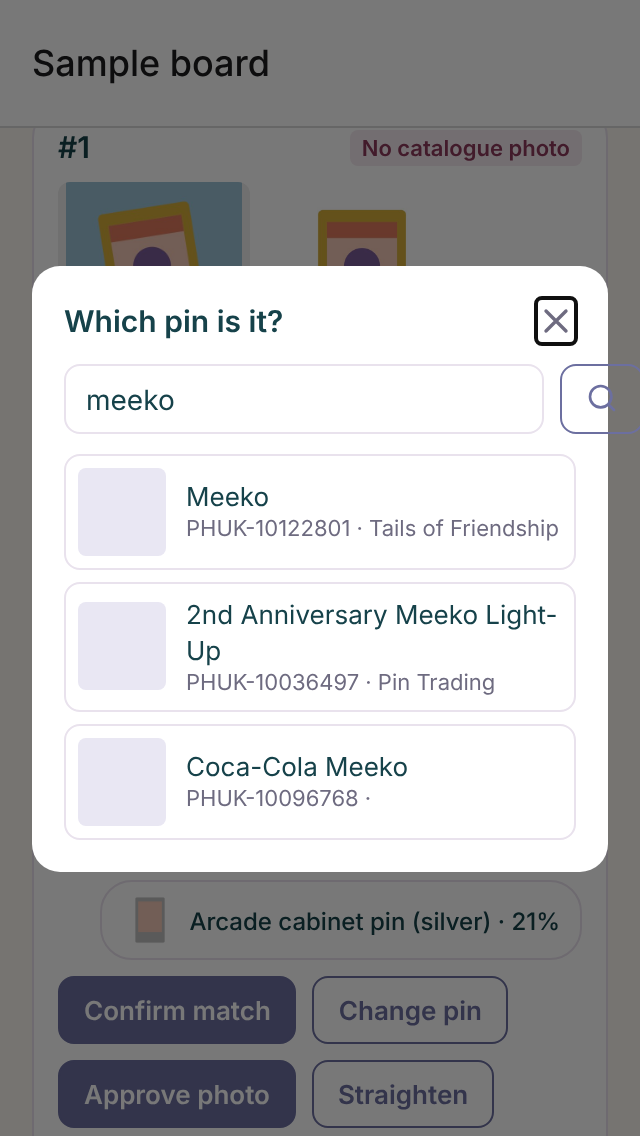 Sample board
#1
No catalogue photo
Which pin is it?
meeko
Meeko
PHUK-10122801 · Tails of Friendship
2nd Anniversary Meeko Light-
Up
PHUK-10036497 · Pin Trading
Coca-Cola Meeko
PHUK-10096768 ·
Arcade cabinet pin (silver) · 21%
Confirm match
Change pin
Approve photo
Straighten